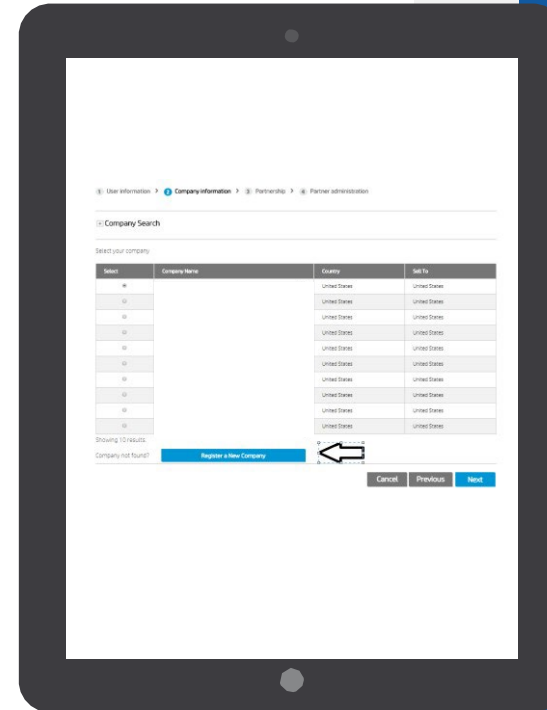 1 User information > 2 Company information > 3 Partnership > 4 Partner administration
Company Search
Select your company
Select Company Name Country Sell To
United States United States
United States United States
United States United States
United States United States
United States United States
United States United States
United States United States
United States United States
United States United States
United States United States
Showing 10 results.
Company not found? Register a New Company
Cancel Previous Next